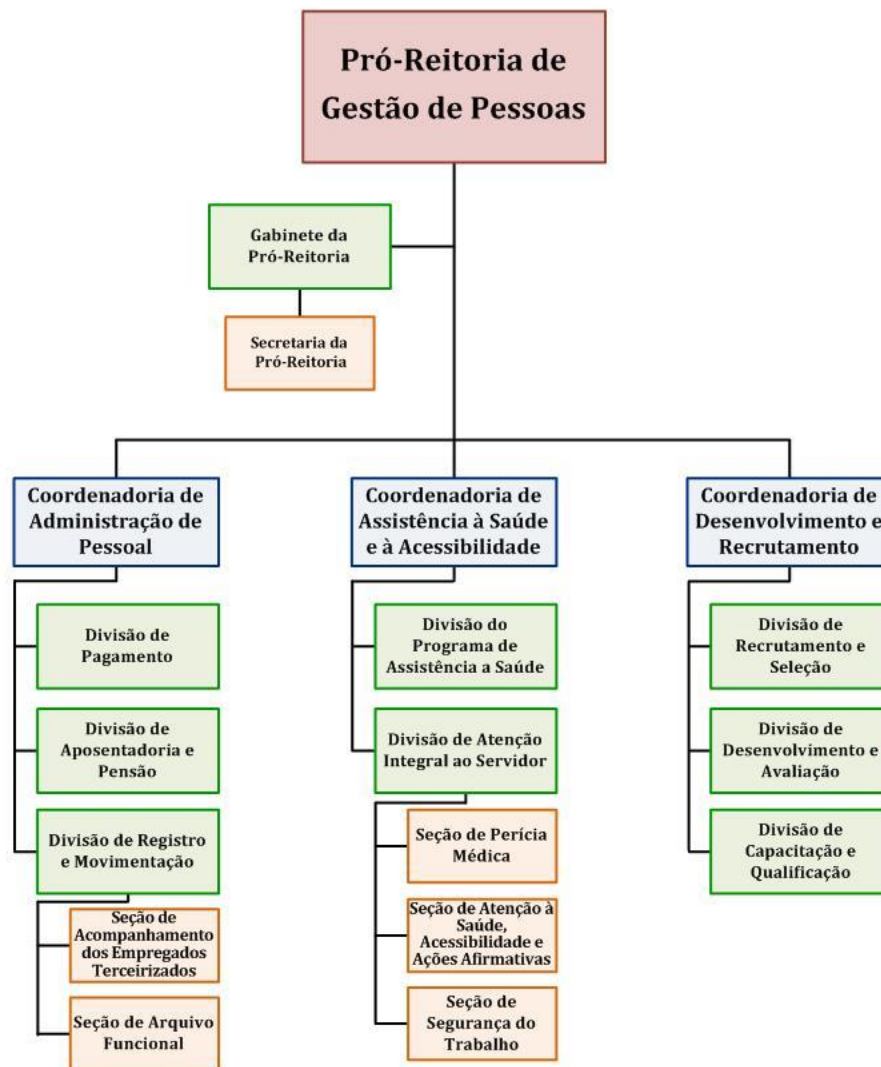 Pró-Reitoria de
Gestão de Pessoas
Gabinete da
Pró-Reitoria
Secretaria da
Pró-Reitoria
Coordenadoria de
Administração de
Pessoal
Divisão de
Pagamento
Divisão de
Aposentadoria e
Pensão
Divisão de Registro
e Movimentação
Seção de
Acompanhamento
dos Empregados
Terceirizados
Seção de Arquivo
Funcional
Coordenadoria de
Assistência à Saúde
e à Acessibilidade
Divisão do
Programa de
Assistência a Saúde
Divisão de Atenção
Integral ao Servidor
Seção de Perícia
Médica
Seção de Atenção à
Saúde,
Acessibilidade e
Ações Afirmativas
Seção de
Segurança do
Trabalho
Coordenadoria de
Desenvolvimento e
Recrutamento
Divisão de
Recrutamento e
Seleção
Divisão de
Desenvolvimento e
Avaliação
Divisão de
Capacitação e
Qualificação